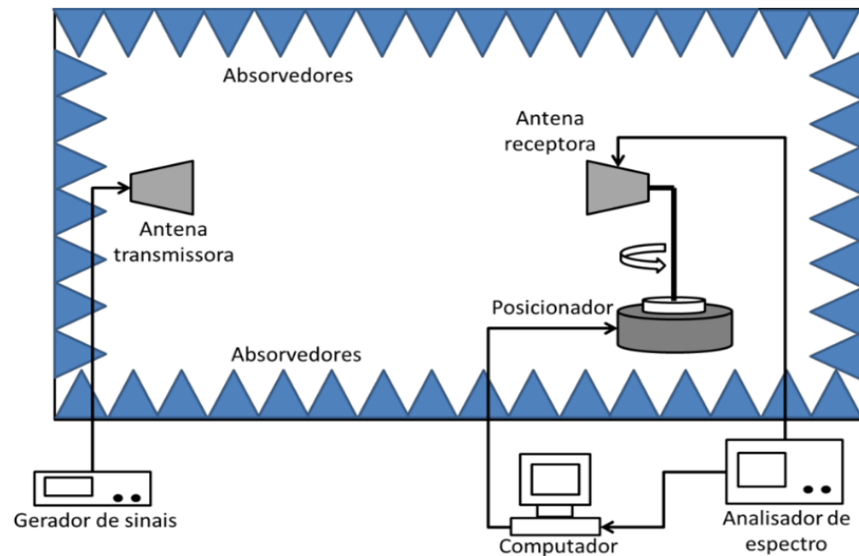 Absorvedores
Antena
receptora
Antena
transmissora
Posicionador
Absorvedores
Gerador de sinais
Computador
Analisador de
espectro